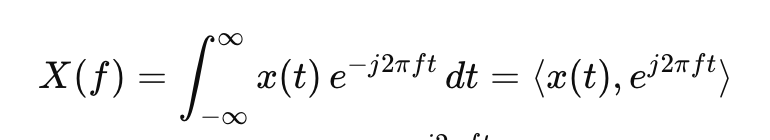 X(f) = ∫_{-∞}^{∞} x(t) e^{-j2πft} dt = ⟨x(t), e^{j2πft}⟩